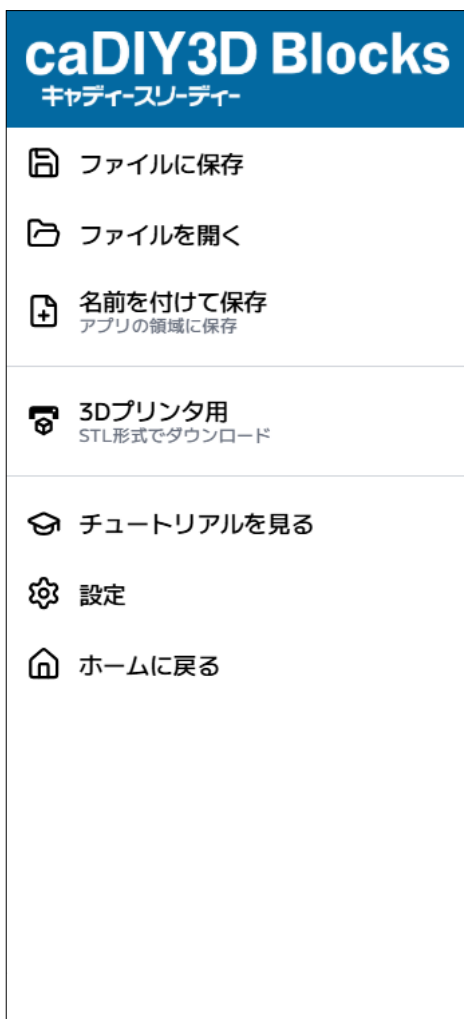 caDIY3D Blocks
キャディースリーディー
ファイルに保存
ファイルを開く
名前を付けて保存
アプリの領域に保存
3Dプリンタ用
STL形式でダウンロード
チュートリアルを見る
設定
ホームに戻る